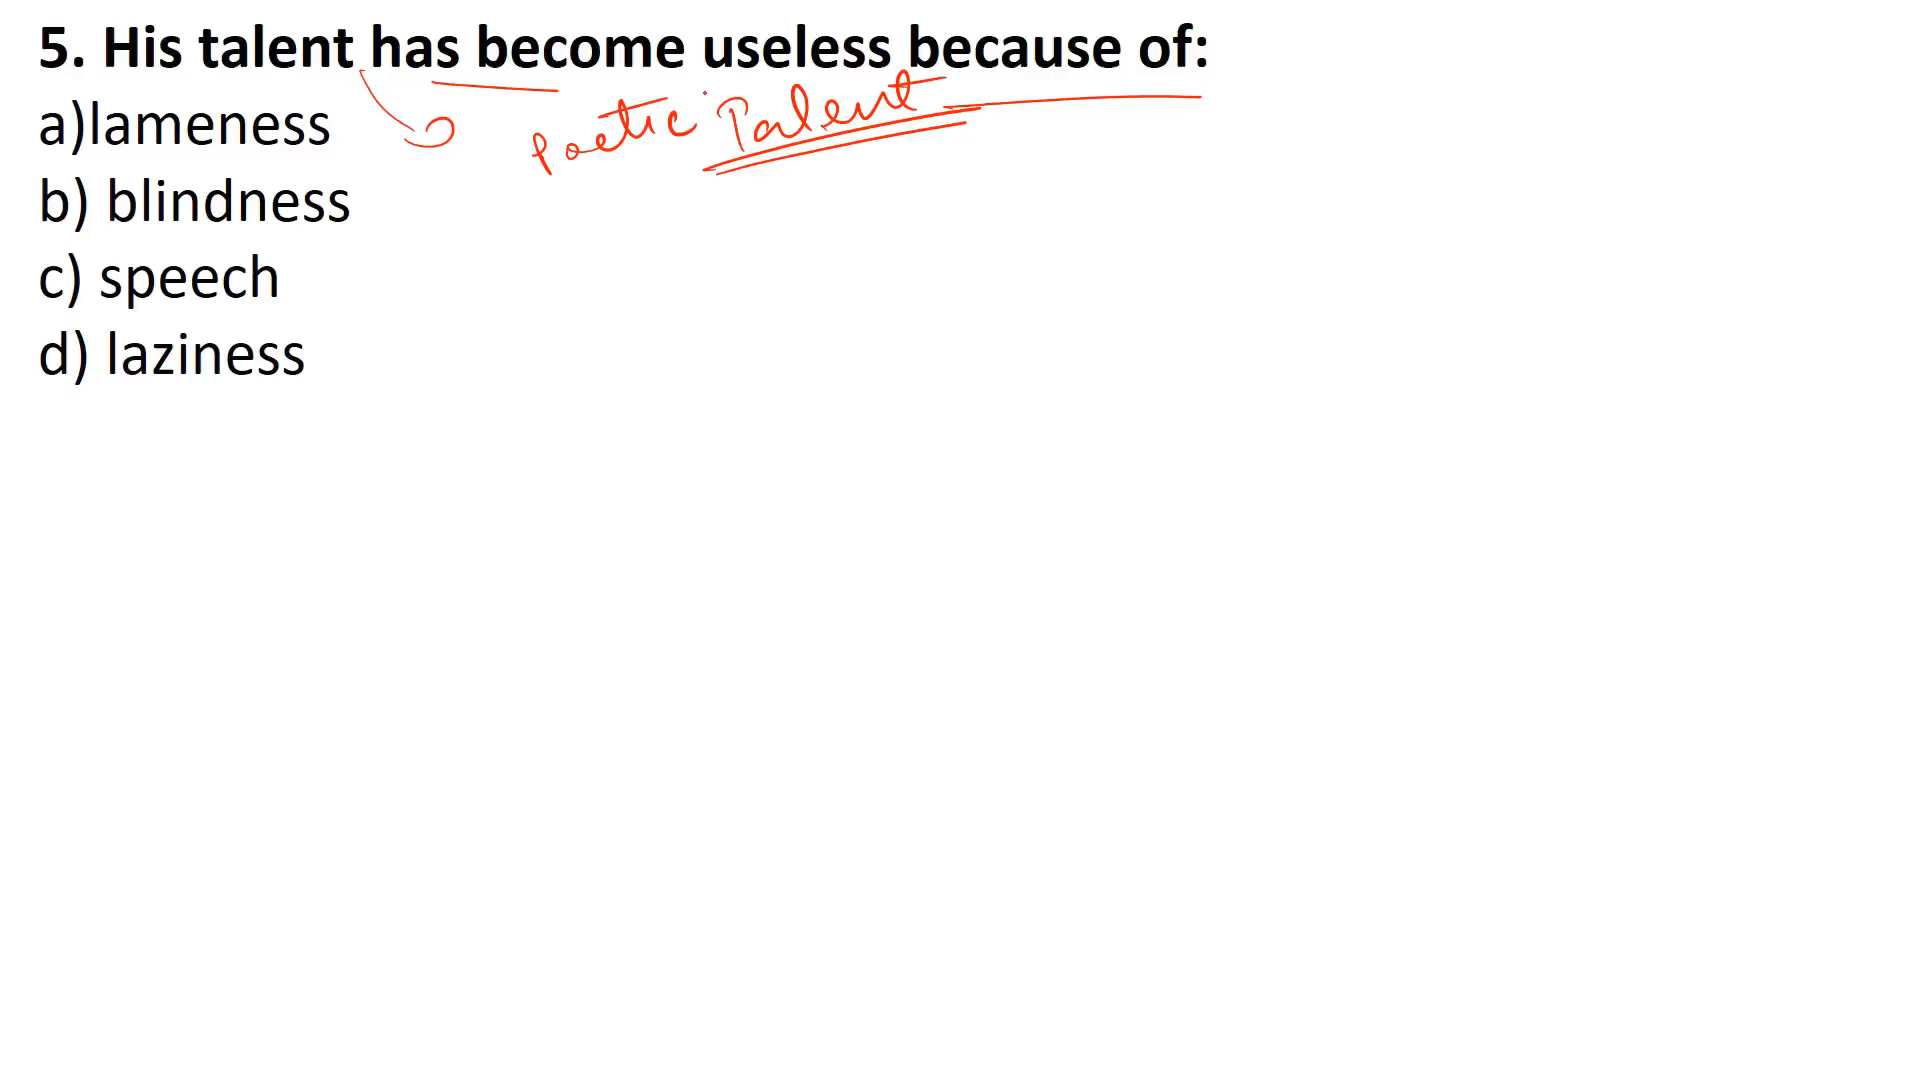 5. His talent has become useless because of:
poetic Talent
a)lameness
b) blindness
c) speech
d) laziness